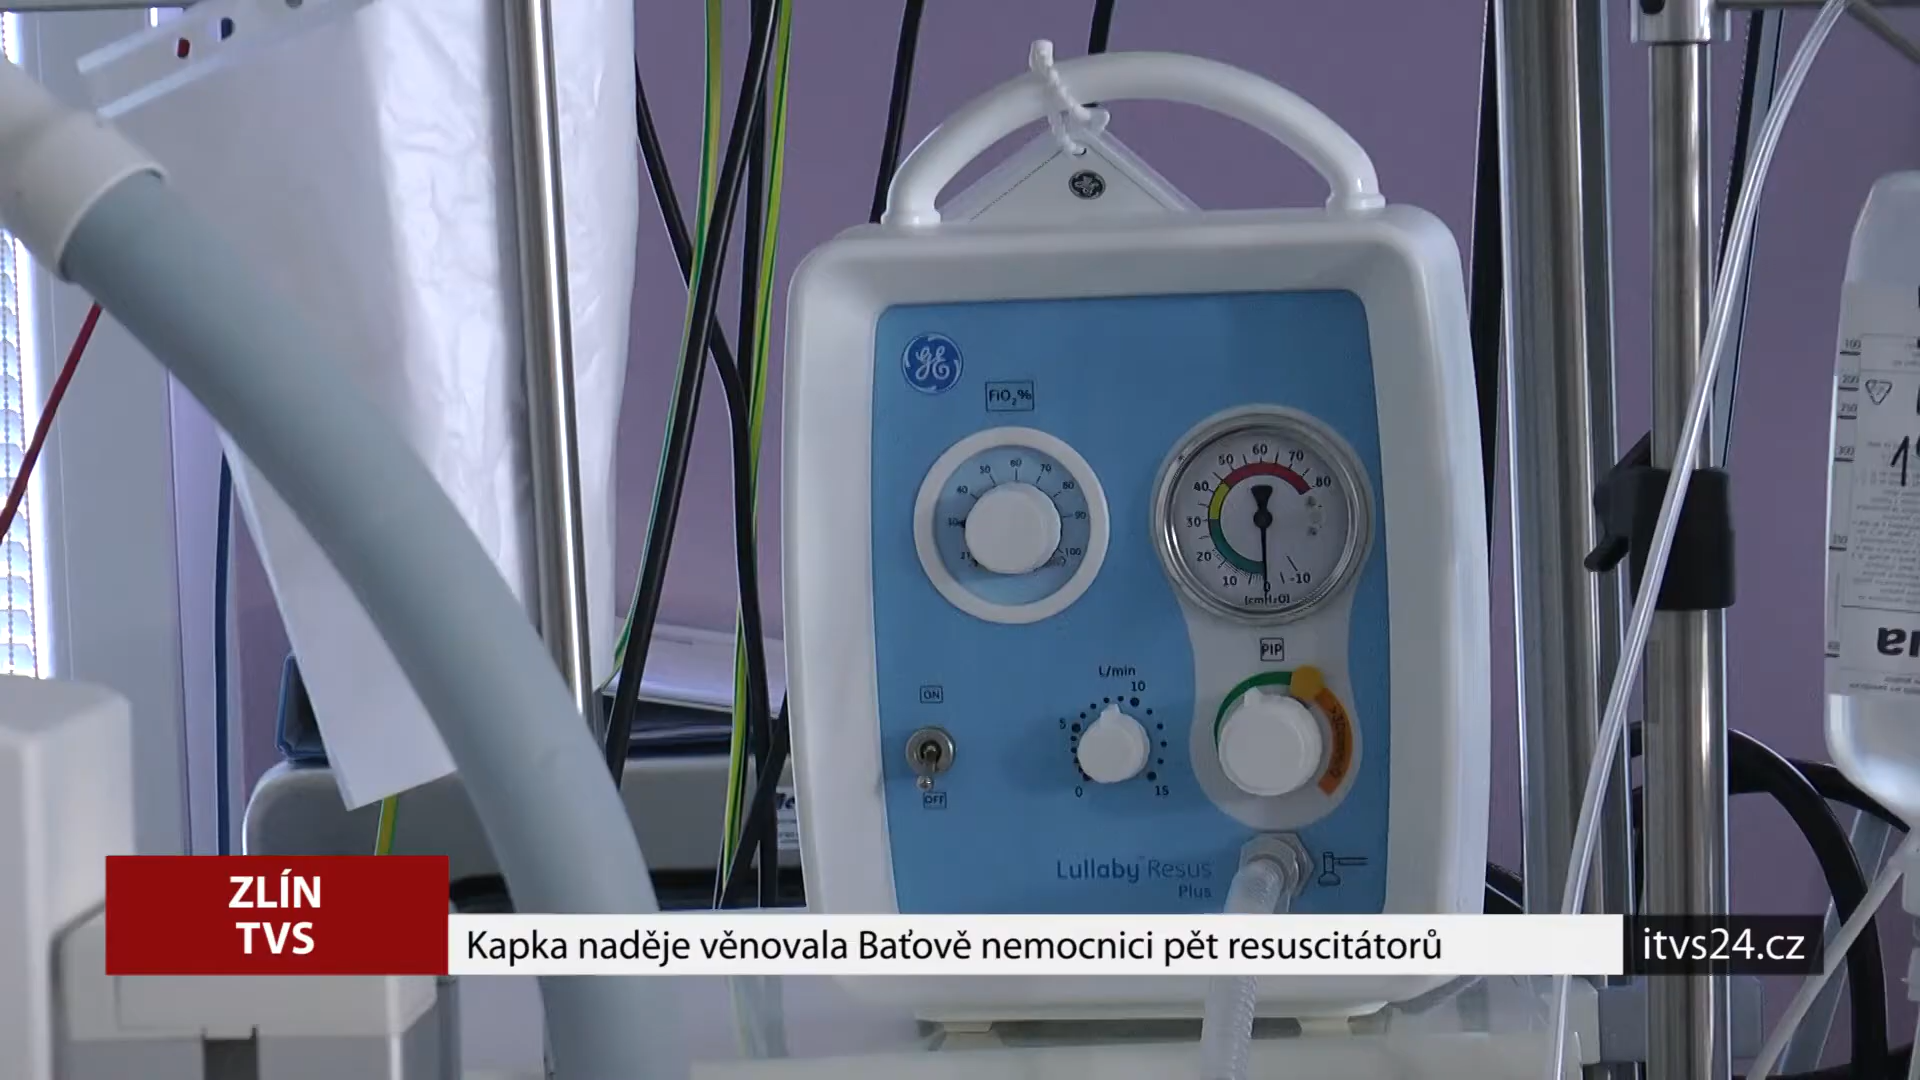 GE
FiO₂%
21 30 40 50 60 70 80 90 100
-10 0 10 20 30 40 50 60 70 80
(cmH₂O)
PIP
L/min
0 5 10 15
ON
OFF
Lullaby™ Resus
Plus
ZLÍN
TVS
Kapka naděje věnovala Baťově nemocnici pět resuscitátorů
itvs24.cz